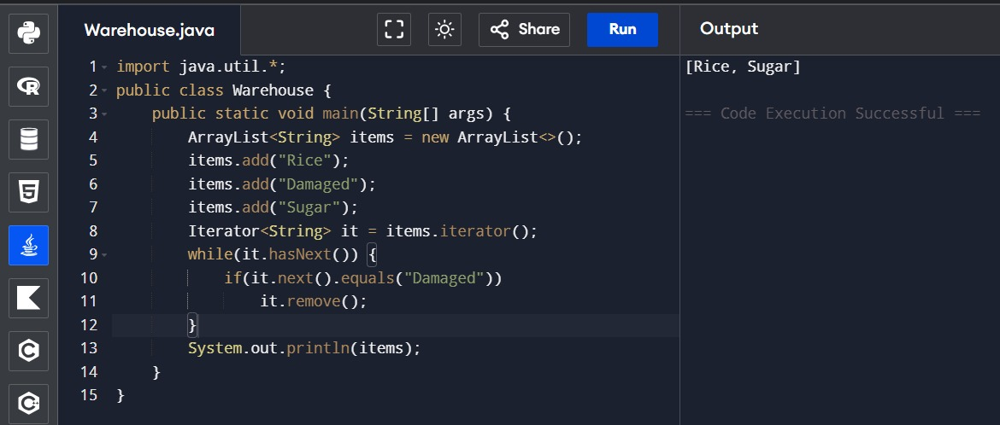 Warehouse.java
Share
Run
Output
1 import java.util.*;
2 public class Warehouse {
3     public static void main(String[] args) {
4         ArrayList<String> items = new ArrayList<>();
5         items.add("Rice");
6         items.add("Damaged");
7         items.add("Sugar");
8         Iterator<String> it = items.iterator();
9         while(it.hasNext()) {
10             if(it.next().equals("Damaged"))
11                 it.remove();
12         }
13         System.out.println(items);
14     }
15 }
[Rice, Sugar]
=== Code Execution Successful ===